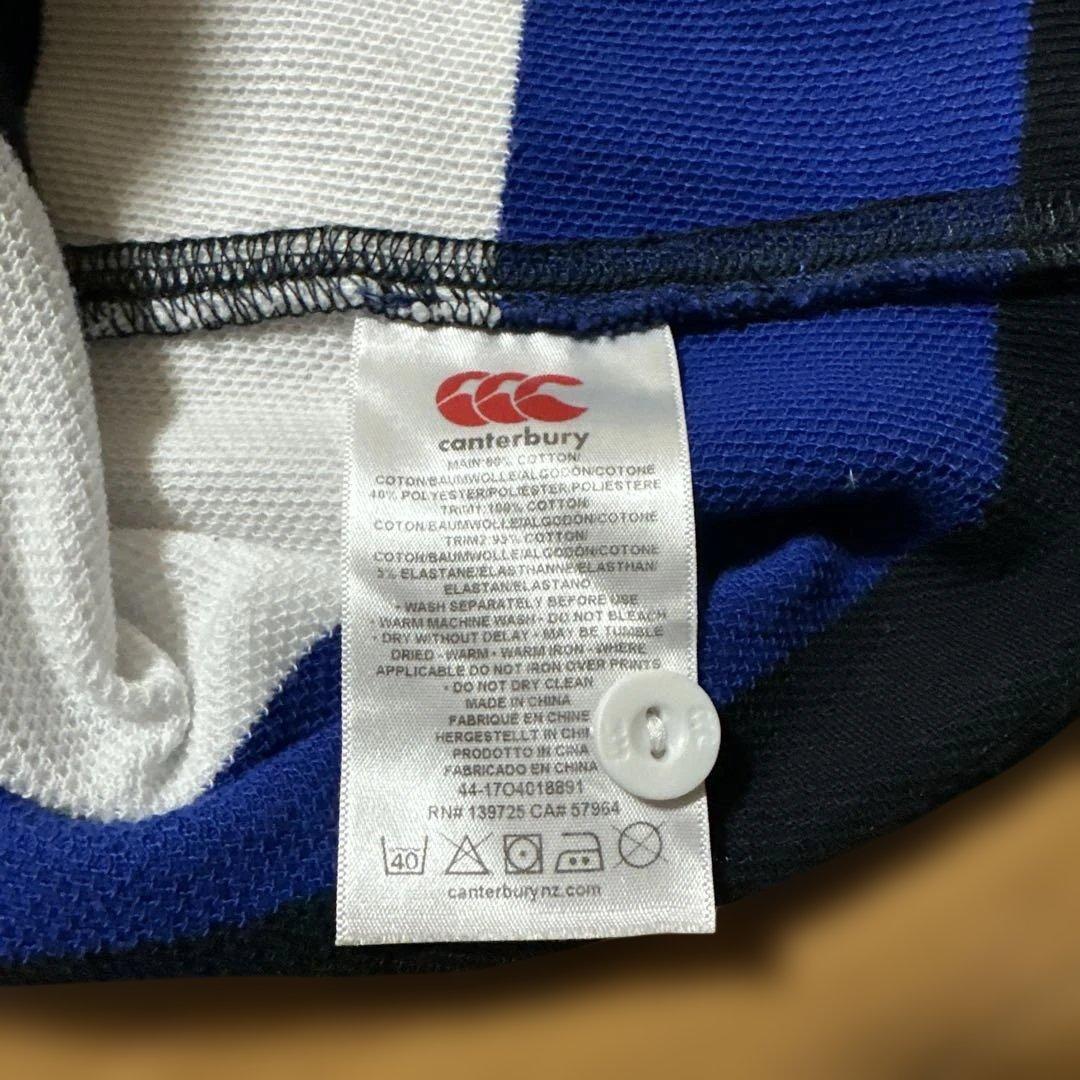 canterbury
MAIN 60% COTTON/
COTON/BAUMWOLLE/ALGODÓN/COTONE
40% POLYESTER/POLIESTER/POLIESTERE
TRIM1 100% COTTON/
COTON/BAUMWOLLE/ALGODON/COTONE
TRIM2 95% COTTON/
COTON/BAUMWOLLE/ALGODÓN/COTONE
5% ELASTANE/ELASTHANNE/ELASTHAN/
ELASTAN/ELASTANO
• WASH SEPARATELY BEFORE USE
• WARM MACHINE WASH • DO NOT BLEACH
• DRY WITHOUT DELAY • MAY BE TUMBLE
DRIED - WARM • WARM IRON • WHERE
APPLICABLE DO NOT IRON OVER PRINTS
• DO NOT DRY CLEAN
MADE IN CHINA
FABRIQUE EN CHINE
HERGESTELLT IN CHI
PRODOTTO IN CINA
FABRICADO EN CHINA
44-17O4018891
RN# 139725 CA# 57964
40
canterburynz.com